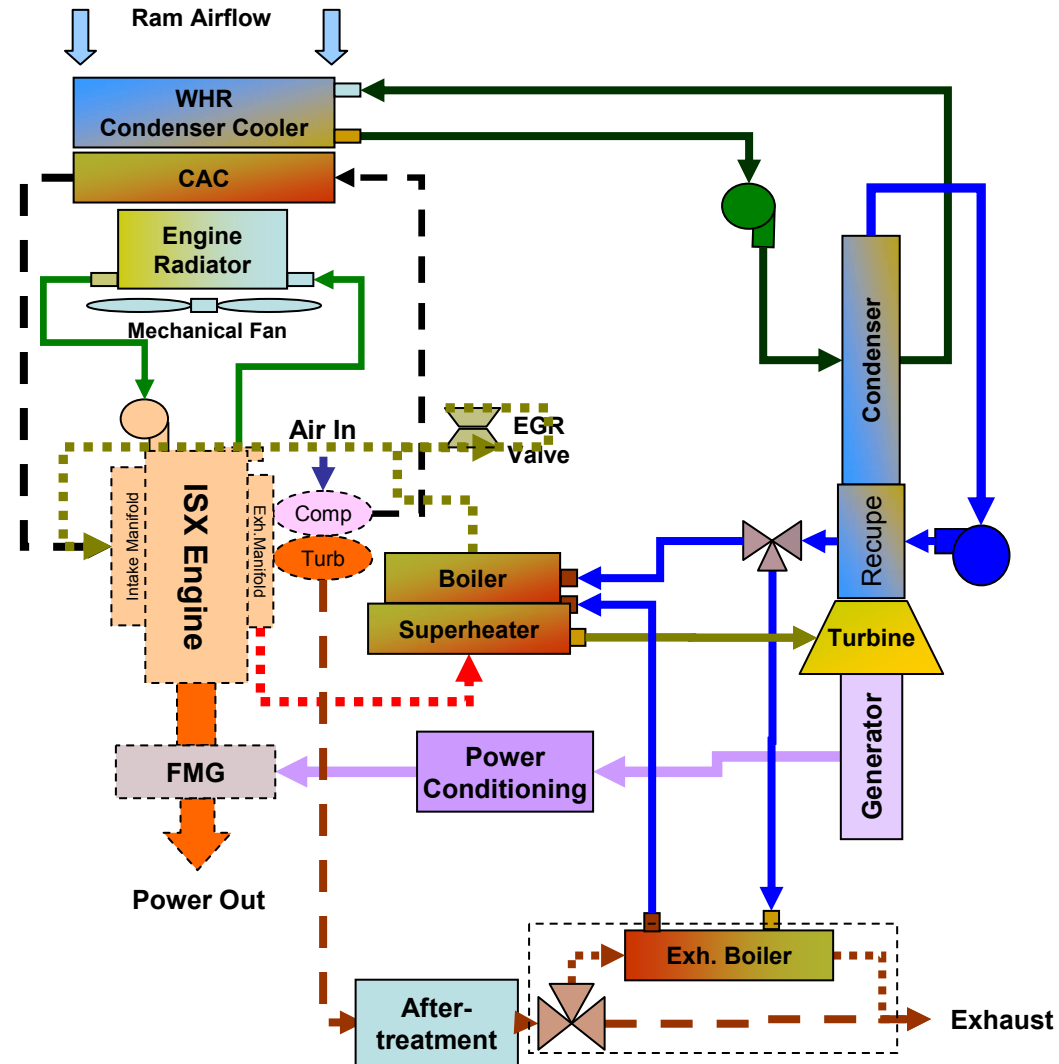 Ram Airflow
WHR
Condenser Cooler
CAC
Engine
Radiator
Mechanical Fan
Air In
EGR
Valve
Condenser
Intake Manifold
ISX Engine
Exh.Manifold
Comp
Turb
Boiler
Superheater
Recupe
Turbine
FMG
Power
Conditioning
Generator
Power Out
Exh. Boiler
After-
treatment
Exhaust